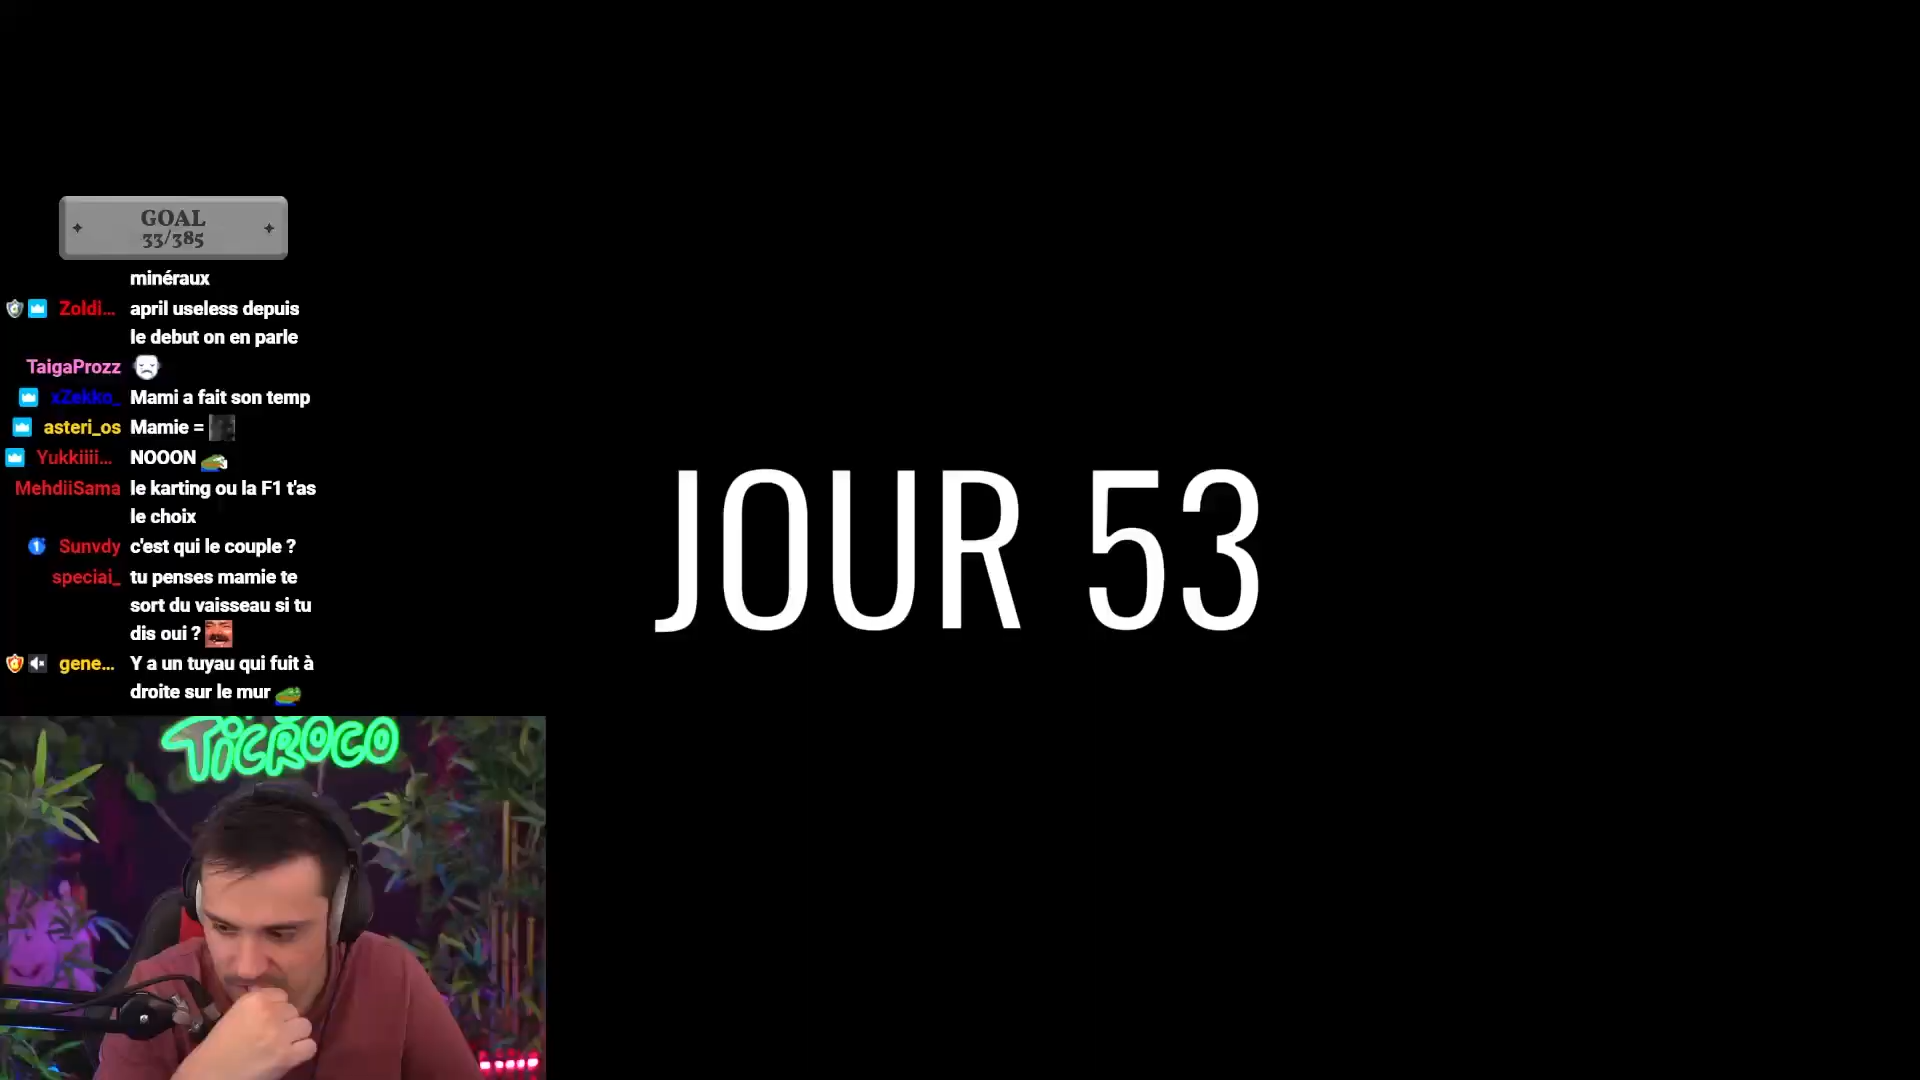 GOAL
33/385
minéraux
Zoldi... april useless depuis
le debut on en parle
TaigaProzz
xZekko_ Mami a fait son temp
asteri_os Mamie =
Yukkiiii... NOOON
MehdiiSama le karting ou la F1 t'as
le choix
1 Sunvdy c'est qui le couple ?
speciai_ tu penses mamie te
sort du vaisseau si tu
dis oui ?
gene... Y a un tuyau qui fuit à
droite sur le mur
JOUR 53
TiCROCO